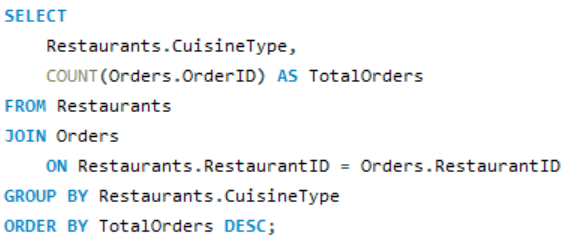 SELECT
    Restaurants.CuisineType,
    COUNT(Orders.OrderID) AS TotalOrders
FROM Restaurants
JOIN Orders
    ON Restaurants.RestaurantID = Orders.RestaurantID
GROUP BY Restaurants.CuisineType
ORDER BY TotalOrders DESC;